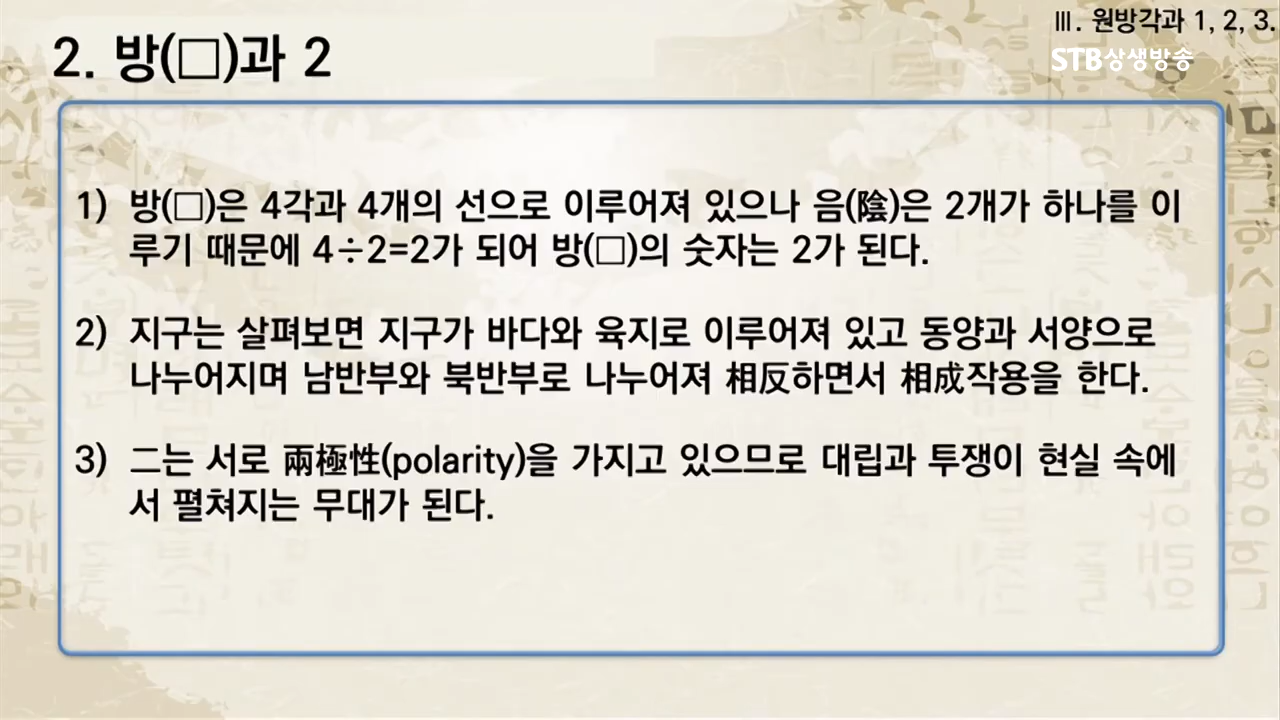 Ⅲ. 원방각과 1, 2, 3.
STB상생방송
2. 방(□)과 2
1) 방(□)은 4각과 4개의 선으로 이루어져 있으나 음(陰)은 2개가 하나를 이
루기 때문에 4÷2=2가 되어 방(□)의 숫자는 2가 된다.
2) 지구는 살펴보면 지구가 바다와 육지로 이루어져 있고 동양과 서양으로
나누어지며 남반부와 북반부로 나누어져 相反하면서 相成작용을 한다.
3) 二는 서로 兩極性(polarity)을 가지고 있으므로 대립과 투쟁이 현실 속에
서 펼쳐지는 무대가 된다.